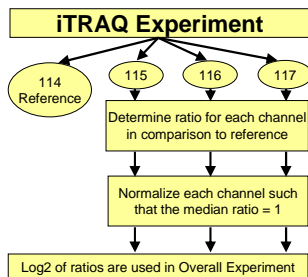 iTRAQ Experiment
114
Reference
115
116
117
Determine ratio for each channel
in comparison to reference
Normalize each channel such
that the median ratio = 1
Log2 of ratios are used in Overall Experiment